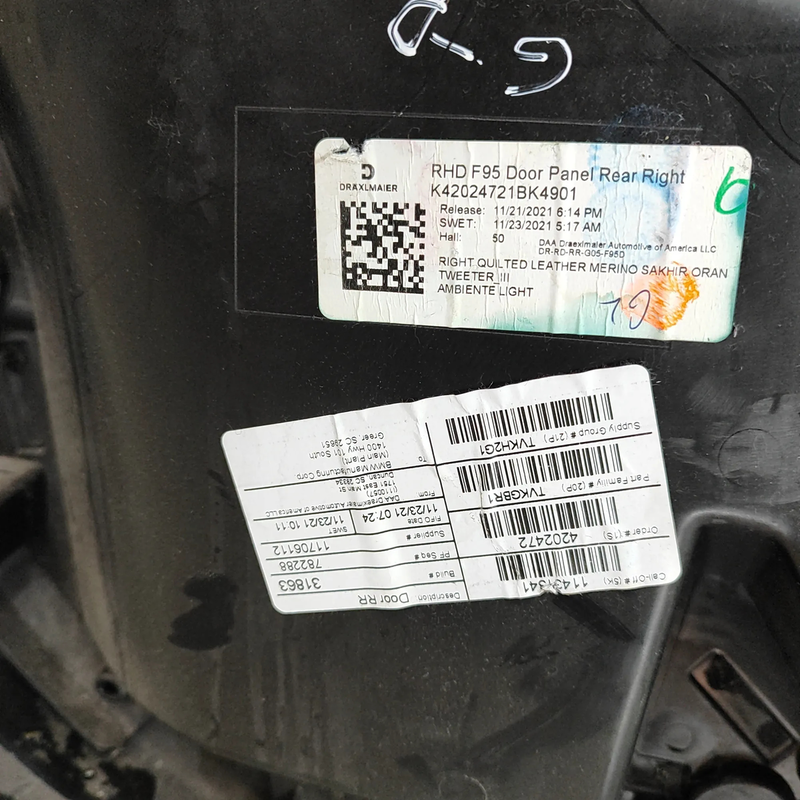 DRÄXLMAIER
RHD F95 Door Panel Rear Right
K42024721BK4901
Release: 11/21/2021 6:14 PM
SWET: 11/23/2021 5:17 AM
Hall: 50
DAA Draexlmaier Automotive of America LLC
DR-RD-RR-G05-F95D
RIGHT QUILTED LEATHER MERINO SAKHIR ORAN
TWEETER_III
AMBIENTE LIGHT
Description: Door RR
Build # 31863
PF Seq # 782288
Supplier # 11706112
FIFO Date 11/23/21 07:24
SWET 11/23/21 10:11
From DAA Draexlmaier Automotive of America LLC
1751 East Main St
Duncan, SC 29334
To BMW Manufacturing Corp
(Main Plant)
1400 Hwy 101 South
Greer, SC 29651
Call-Off # (5K)
Order# (1S) 4202472
Part Family # (20P) TVKGBR1
Supply Group # (21P) TVKH2G1